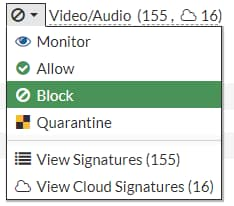 Video/Audio (155, 16)
Monitor
Allow
Block
Quarantine
View Signatures (155)
View Cloud Signatures (16)